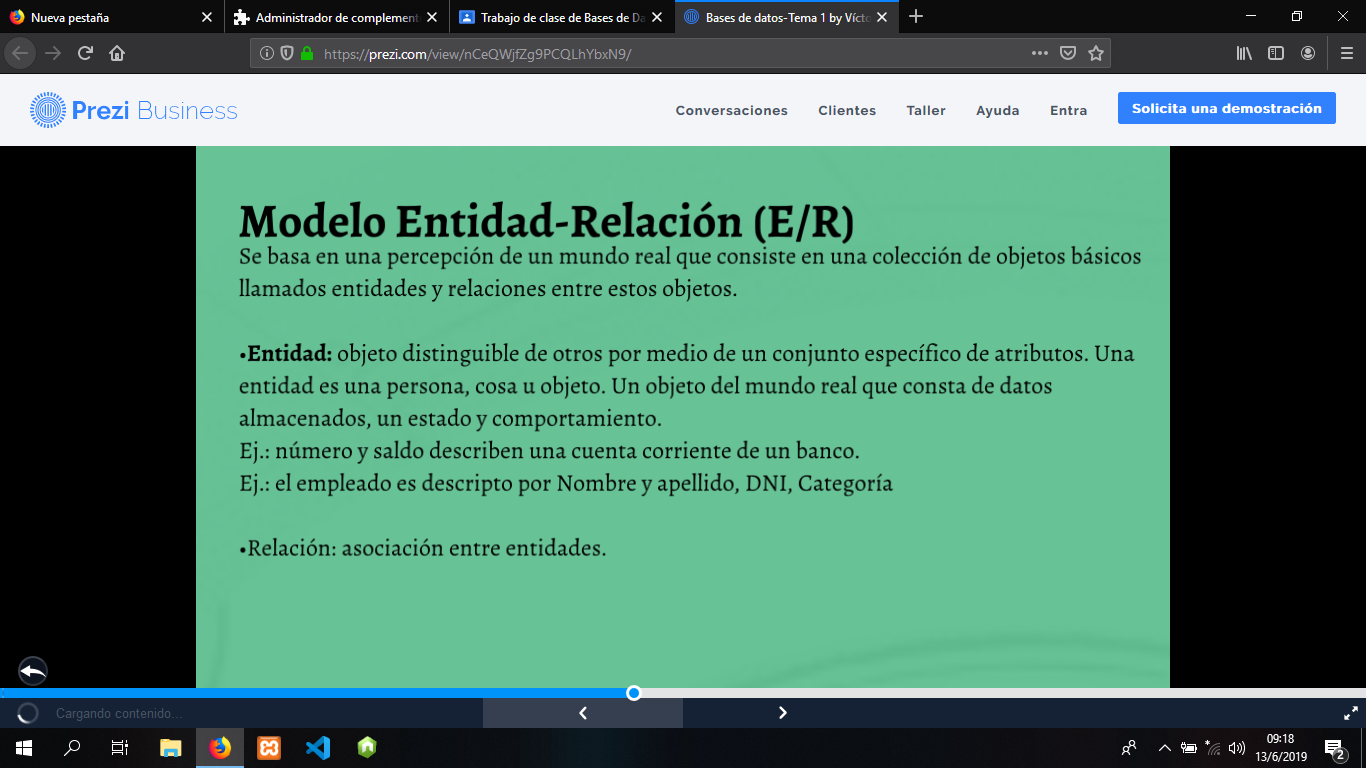 Nueva pestaña
Administrador de complement
Trabajo de clase de Bases de Da
Bases de datos-Tema 1 by Vícto
https://prezi.com/view/nCeQWjfZg9PCQLhYbxN9/
Prezi Business
Conversaciones
Clientes
Taller
Ayuda
Entra
Solicita una demostración
Modelo Entidad-Relación (E/R)
Se basa en una percepción de un mundo real que consiste en una colección de objetos básicos
llamados entidades y relaciones entre estos objetos.
•Entidad: objeto distinguible de otros por medio de un conjunto específico de atributos. Una
entidad es una persona, cosa u objeto. Un objeto del mundo real que consta de datos
almacenados, un estado y comportamiento.
Ej.: número y saldo describen una cuenta corriente de un banco.
Ej.: el empleado es descripto por Nombre y apellido, DNI, Categoría
•Relación: asociación entre entidades.
Cargando contenido...
09:18
13/6/2019
2